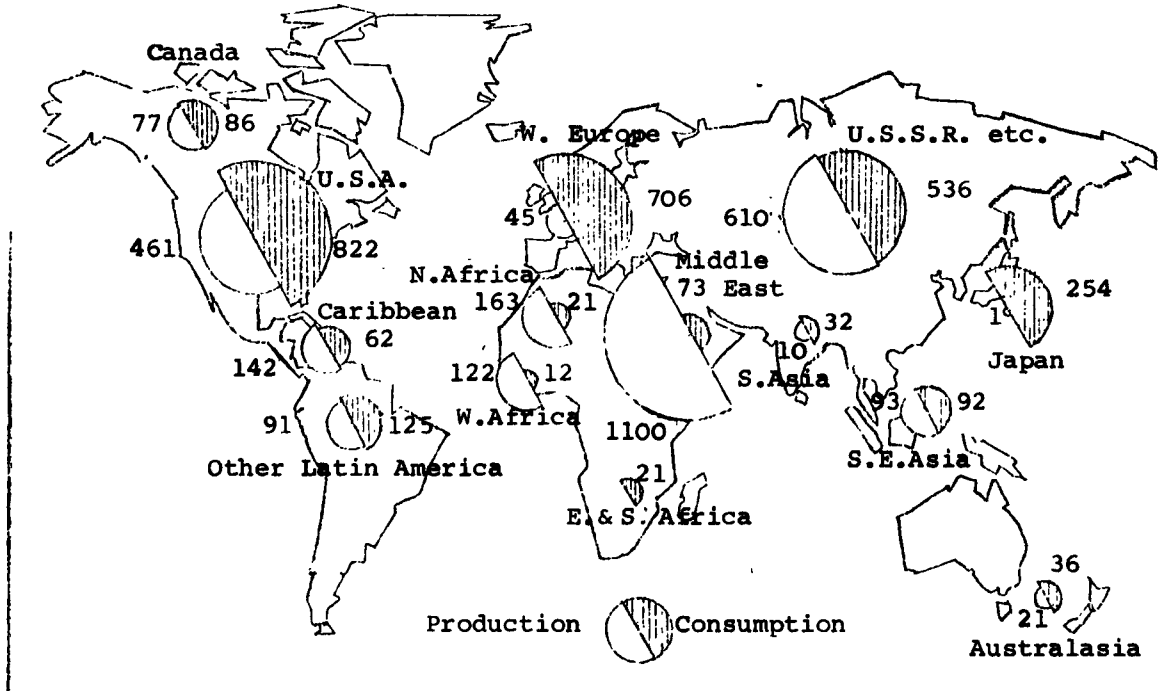 Canada
77 86
W. Europe
U.S.S.R. etc.
U.S.A.
45 706
610 536
461 822
N.Africa
Middle
East
73
163 21
254
Caribbean
62
142
32
10
S.Asia
Japan
122 12
W.Africa
91 125
1100
93 92
Other Latin America
S.E.Asia
21
E.& S. Africa
36
21
Production Consumption
Australasia